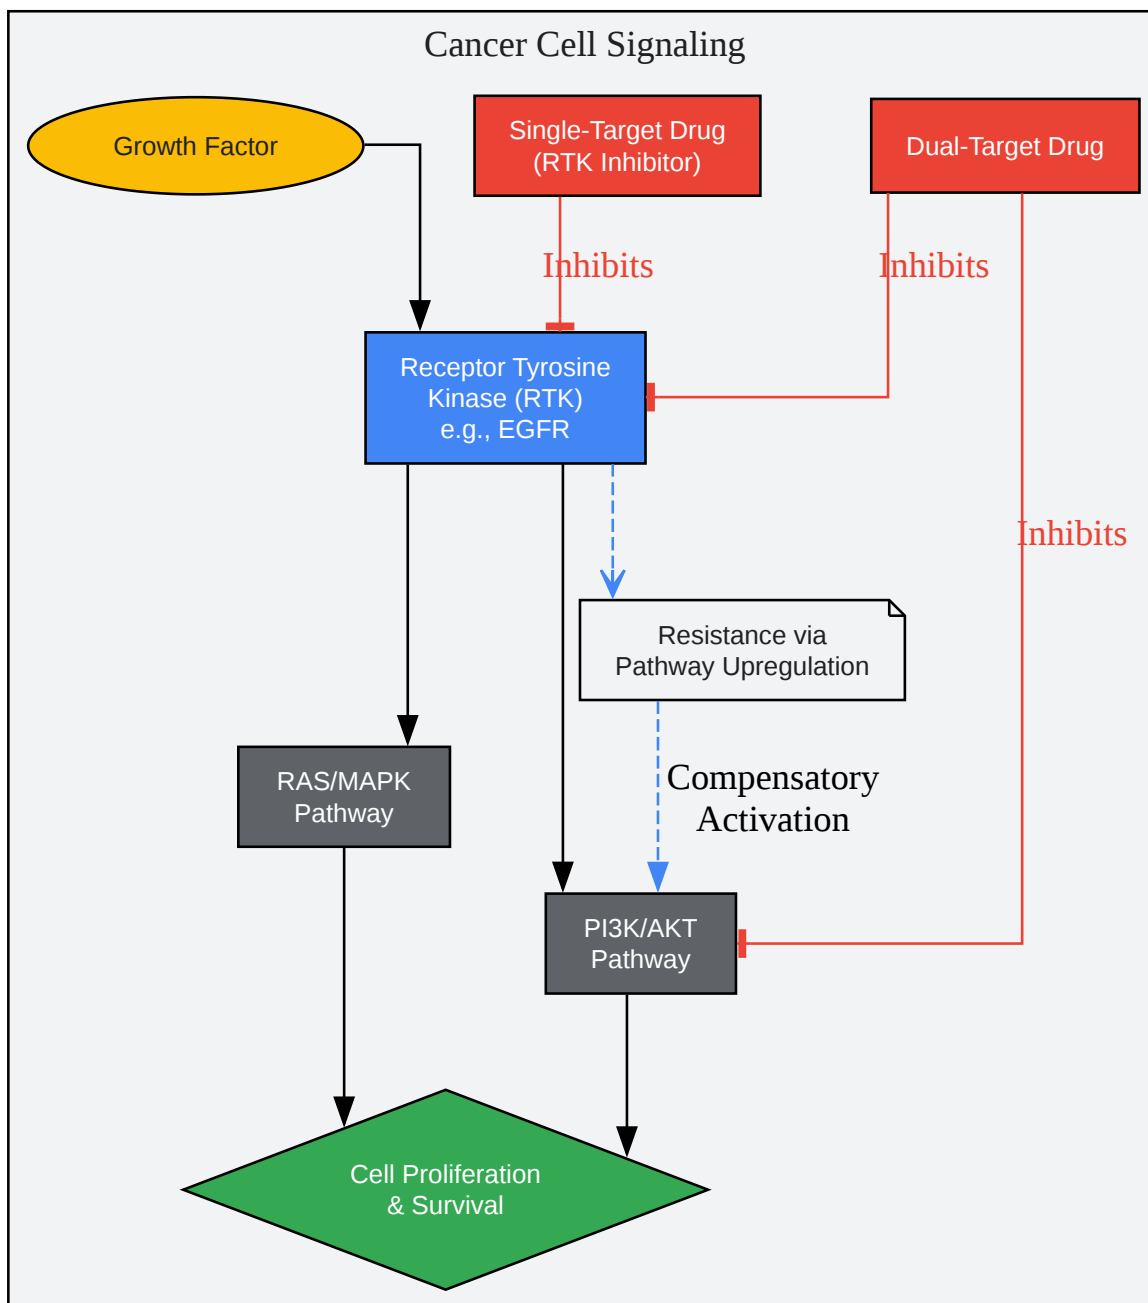 Cancer Cell Signaling
Growth Factor
Single-Target Drug
(RTK Inhibitor)
Dual-Target Drug
Inhibits
Inhibits
Receptor Tyrosine
Kinase (RTK)
e.g., EGFR
Inhibits
Resistance via
Pathway Upregulation
RAS/MAPK
Pathway
Compensatory
Activation
PI3K/AKT
Pathway
Cell Proliferation
& Survival